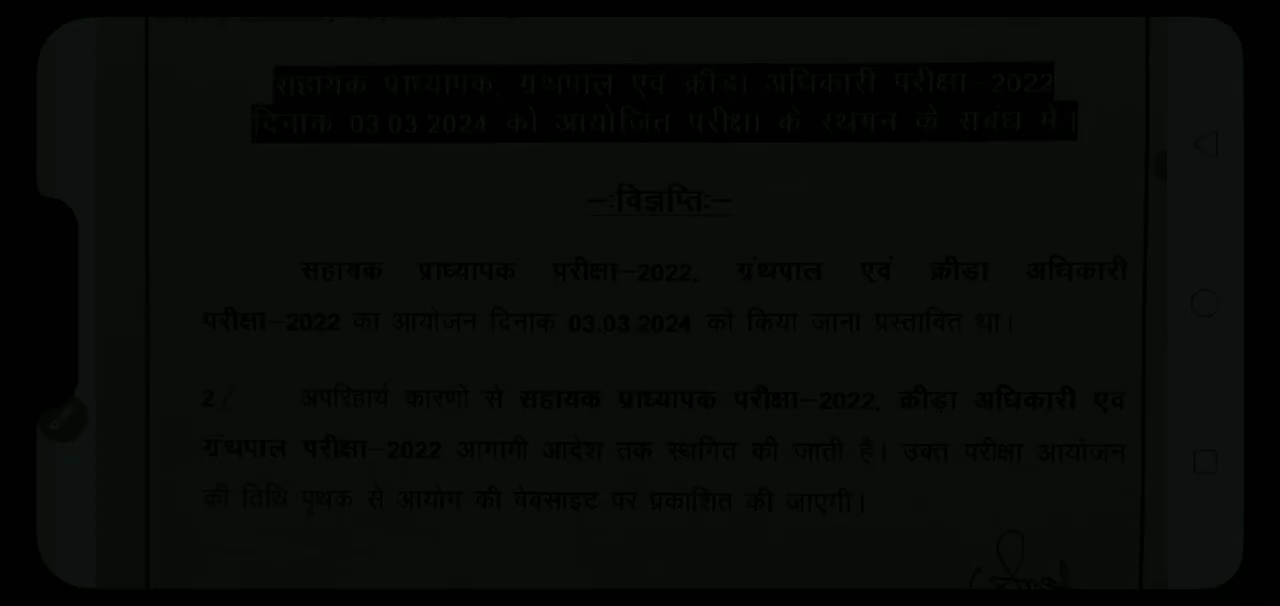 सहायक प्राध्यापक, ग्रंथपाल एवं क्रीडा अधिकारी परीक्षा–2022
दिनांक 03.03.2024 को आयोजित परीक्षा के स्थगन के संबंध में।
–:विज्ञप्ति:–
सहायक प्राध्यापक परीक्षा–2022, ग्रंथपाल एवं क्रीडा अधिकारी
परीक्षा–2022 का आयोजन दिनांक 03.03.2024 को किया जाना प्रस्तावित था।
2/ अपरिहार्य कारणों से सहायक प्राध्यापक परीक्षा–2022, क्रीड़ा अधिकारी एवं
ग्रंथपाल परीक्षा–2022 आगामी आदेश तक स्थगित की जाती है। उक्त परीक्षा आयोजन
की तिथि पृथक से आयोग की वेबसाइट पर प्रकाशित की जाएगी।